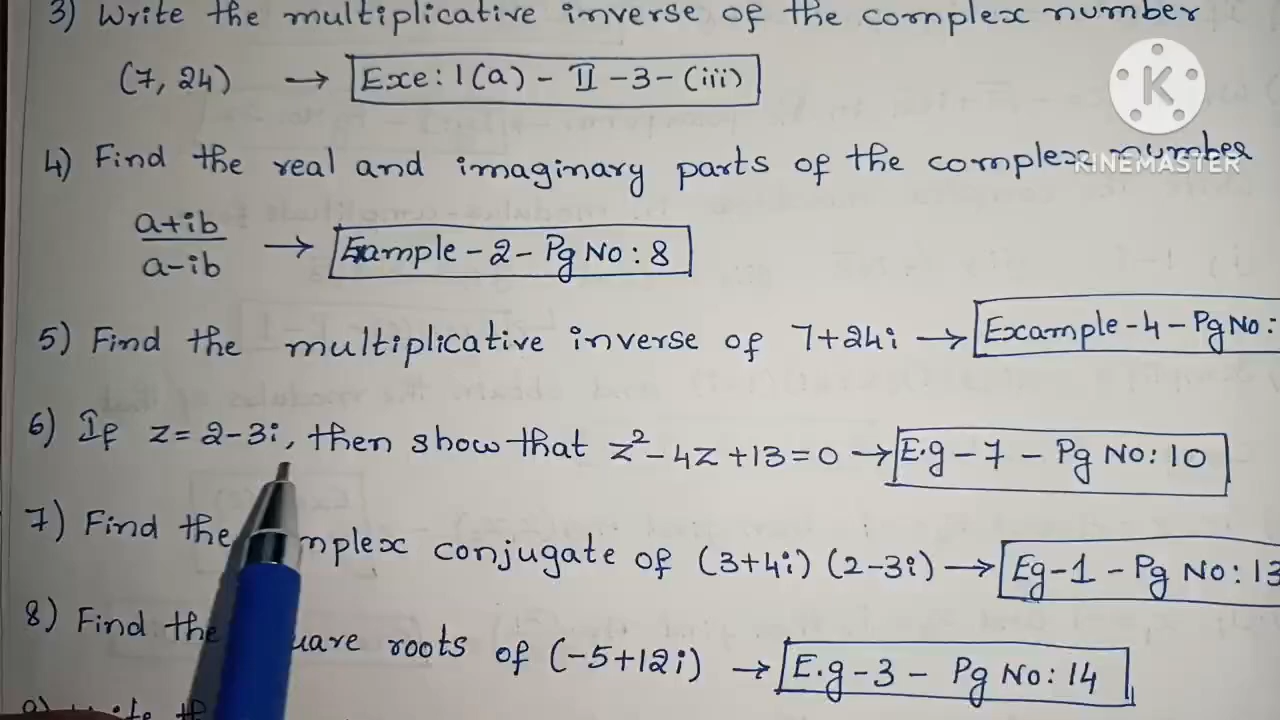 3) Write the multiplicative inverse of the complex number
(7, 24) → Exe: 1(a) - II - 3 - (iii)
K
KINEMASTER
4) Find the real and imaginary parts of the complex number
a+ib
a-ib
→ Example - 2 - Pg No: 8
5) Find the multiplicative inverse of 7+24i → Example - 4 - Pg No:
6) If z = 2-3i, then show that z² - 4z + 13 = 0 → E.g - 7 - Pg No: 10
7) Find the complex conjugate of (3+4i) (2-3i) → Eg - 1 - Pg No: 13
8) Find the square roots of (-5+12i) → E.g - 3 - Pg No: 14